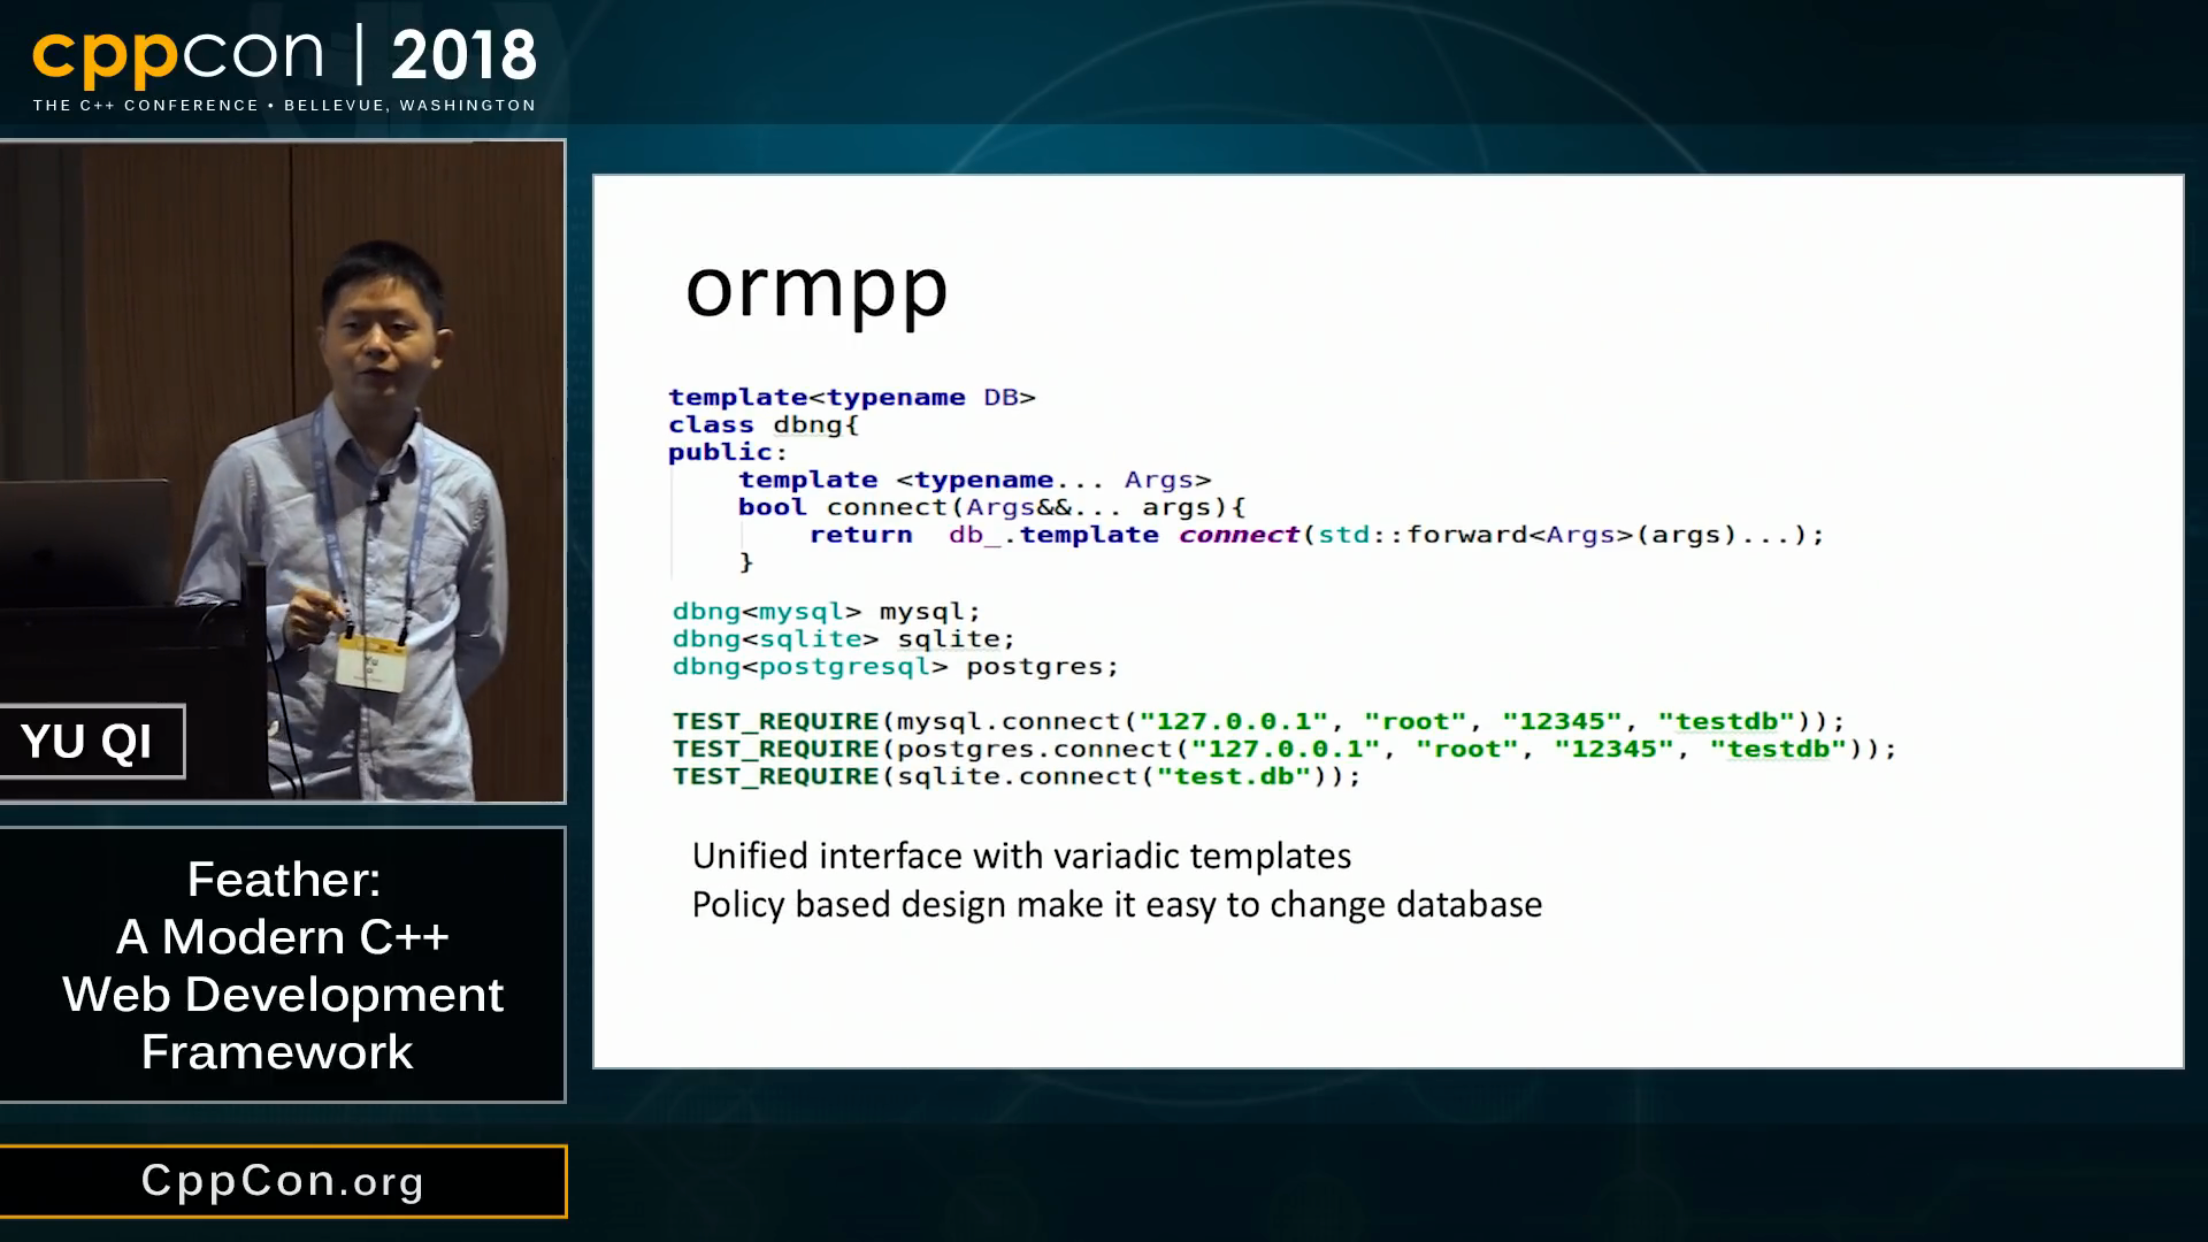 cppcon | 2018
THE C++ CONFERENCE • BELLEVUE, WASHINGTON
Yu
YU QI
Feather:
A Modern C++
Web Development
Framework
CppCon.org
ormpp
template<typename DB>
class dbng{
public:
    template <typename... Args>
    bool connect(Args&&... args){
        return  db_.template connect(std::forward<Args>(args)...);
    }
dbng<mysql> mysql;
dbng<sqlite> sqlite;
dbng<postgresql> postgres;
TEST_REQUIRE(mysql.connect("127.0.0.1", "root", "12345", "testdb"));
TEST_REQUIRE(postgres.connect("127.0.0.1", "root", "12345", "testdb"));
TEST_REQUIRE(sqlite.connect("test.db"));
Unified interface with variadic templates
Policy based design make it easy to change database